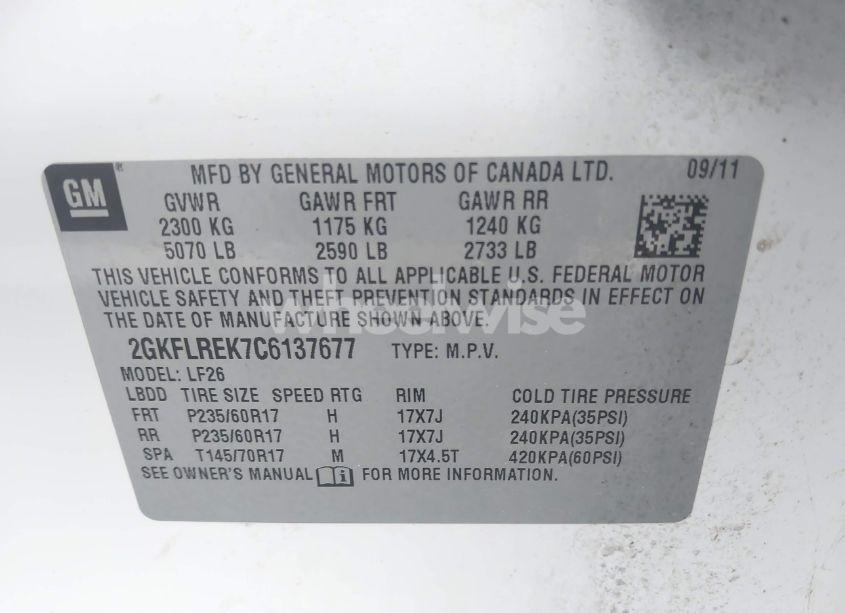 GM ® MFD BY GENERAL MOTORS OF CANADA LTD. 09/11
GVWR GAWR FRT GAWR RR
2300 KG 1175 KG 1240 KG
5070 LB 2590 LB 2733 LB
THIS VEHICLE CONFORMS TO ALL APPLICABLE U.S. FEDERAL MOTOR
VEHICLE SAFETY AND THEFT PREVENTION STANDARDS IN EFFECT ON
THE DATE OF MANUFACTURE SHOWN ABOVE.
wheelwise
2GKFLREK7C6137677 TYPE: M.P.V.
MODEL: LF26
LBDD TIRE SIZE SPEED RTG RIM COLD TIRE PRESSURE
FRT P235/60R17 H 17X7J 240KPA(35PSI)
RR P235/60R17 H 17X7J 240KPA(35PSI)
SPA T145/70R17 M 17X4.5T 420KPA(60PSI)
SEE OWNER'S MANUAL i FOR MORE INFORMATION.